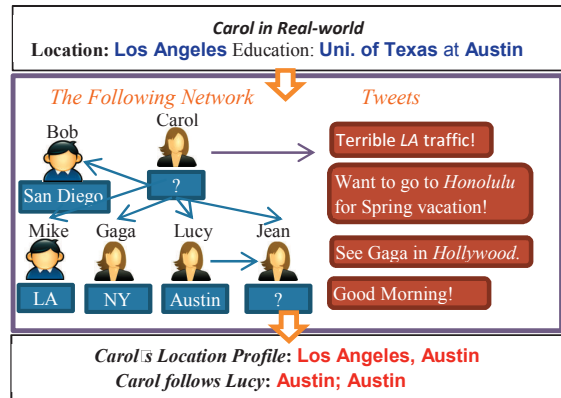 Carol in Real-world
Location: Los Angeles Education: Uni. of Texas at Austin
The Following Network
Tweets
Carol
Bob
?
San Diego
Mike
Gaga
Lucy
Jean
LA
NY
Austin
?
Terrible LA traffic!
Want to go to Honolulu
for Spring vacation!
See Gaga in Hollywood.
Good Morning!
Carol▯s Location Profile: Los Angeles, Austin
Carol follows Lucy: Austin; Austin